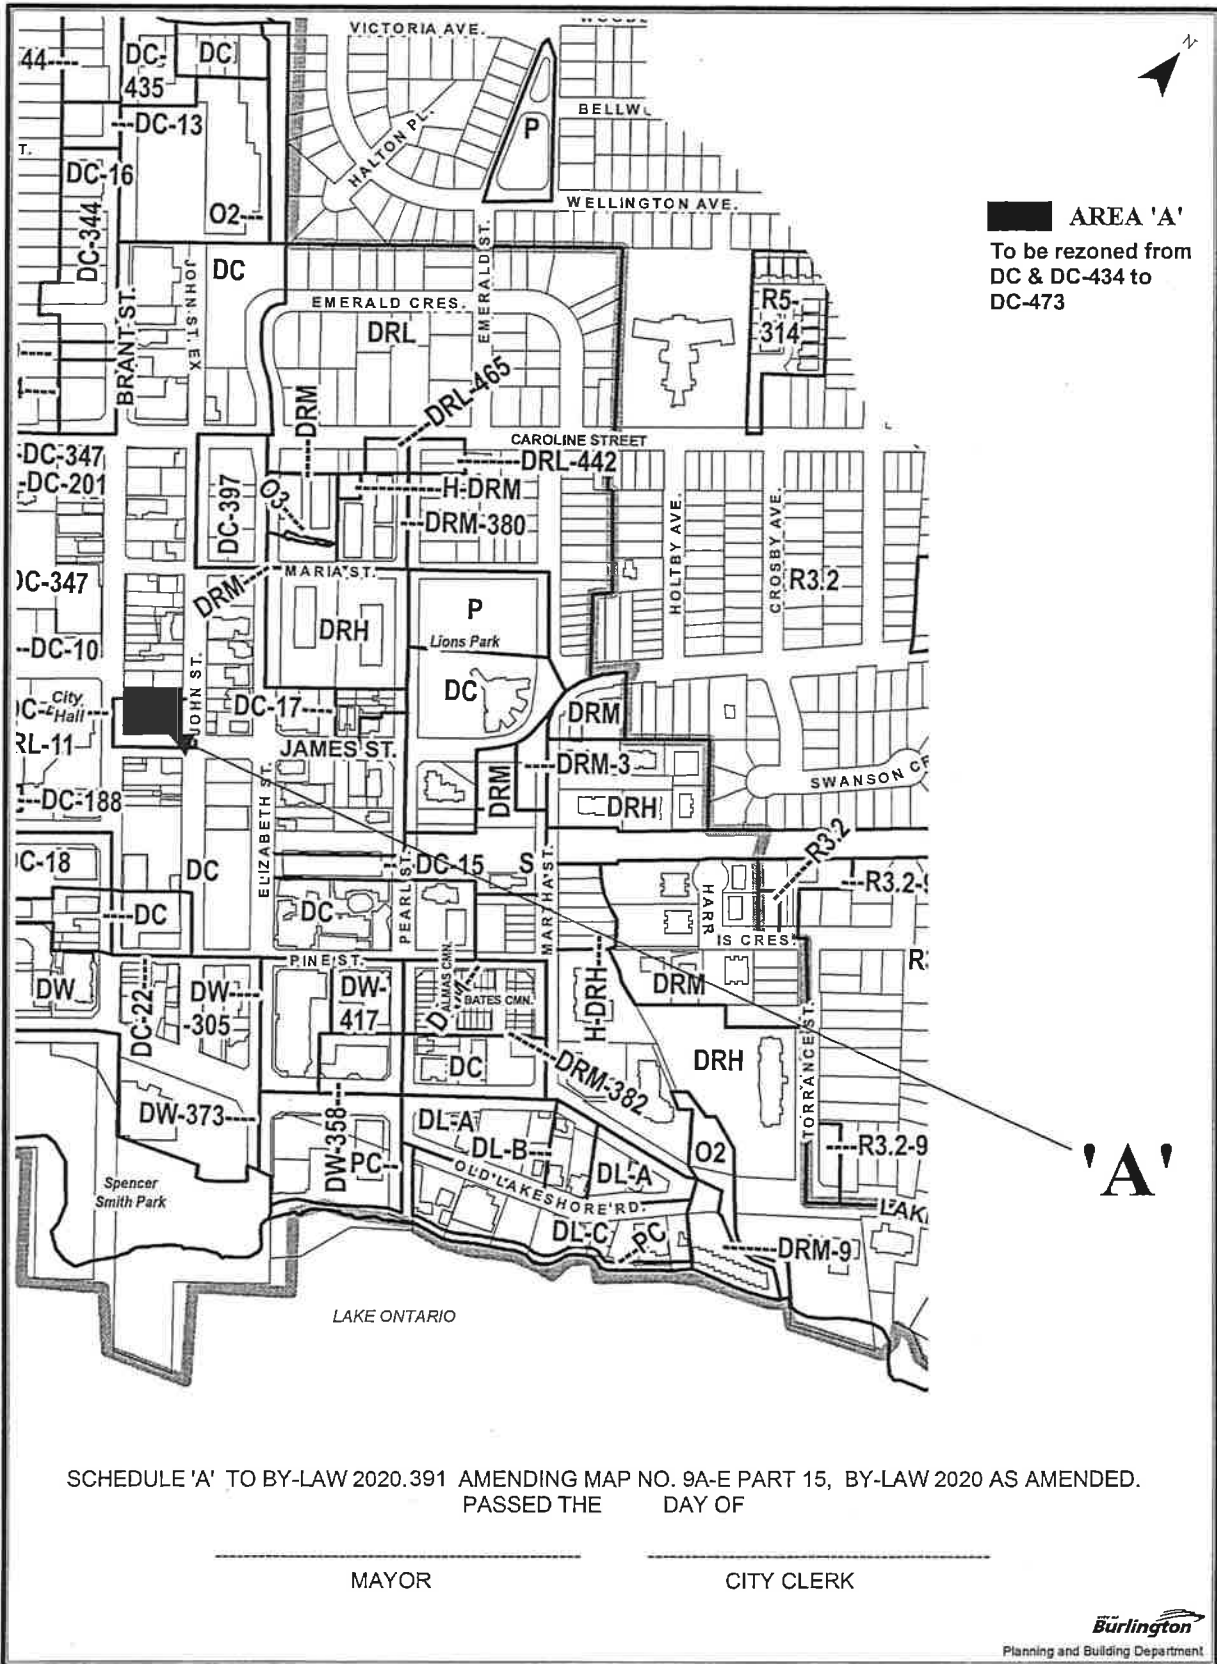 VICTORIA AVE.
44
DC-
435
DC
DC-13
HALTON PL.
P
WELLINGTON AVE.
N
AREA 'A'
To be rezoned from
DC & DC-434 to
DC-473
DC-16
DC-344
O2
BRANT ST.
JOHN ST. EX
DC
EMERALD CRES.
EMERALD ST.
DRL
R5-
314
DRM
DRL-465
CAROLINE STREET
DRL-442
DC-347
-DC-201
DC-397
O3
H-DRM
DRM-380
HOLTBY AVE.
CROSBY AVE.
R3.2
DC-347
MARIA ST.
DRM
DRH
P
Lions Park
DC-10
JOHN ST.
City
Hall
DC-17
DC
DRM
RL-11
JAMES ST.
DRM
DRM-3
DRH
SWANSON
DC-188
ELIZABETH ST.
DC-18
DC
DC-15
S
PEARL ST.
MARTHA ST.
R3.2
DC
DC
HARR
IS CRES.
PINE ST.
DW
DC-22
DW-
-305
DW-
417
ALMAS CMN.
BATES CMN.
H-DRH
DRM
DC
DRM-382
DRH
TORRANCE ST.
DW-373
DW-358
PC
DL-A
DL-B
DL-A
O2
R3.2-9
'A'
OLD LAKESHORE RD.
DL-C
PC
DRM-9
Spencer
Smith Park
LAKE ONTARIO
SCHEDULE 'A' TO BY-LAW 2020.391 AMENDING MAP NO. 9A-E PART 15, BY-LAW 2020 AS AMENDED.
PASSED THE DAY OF
MAYOR CITY CLERK
Burlington
Planning and Building Department